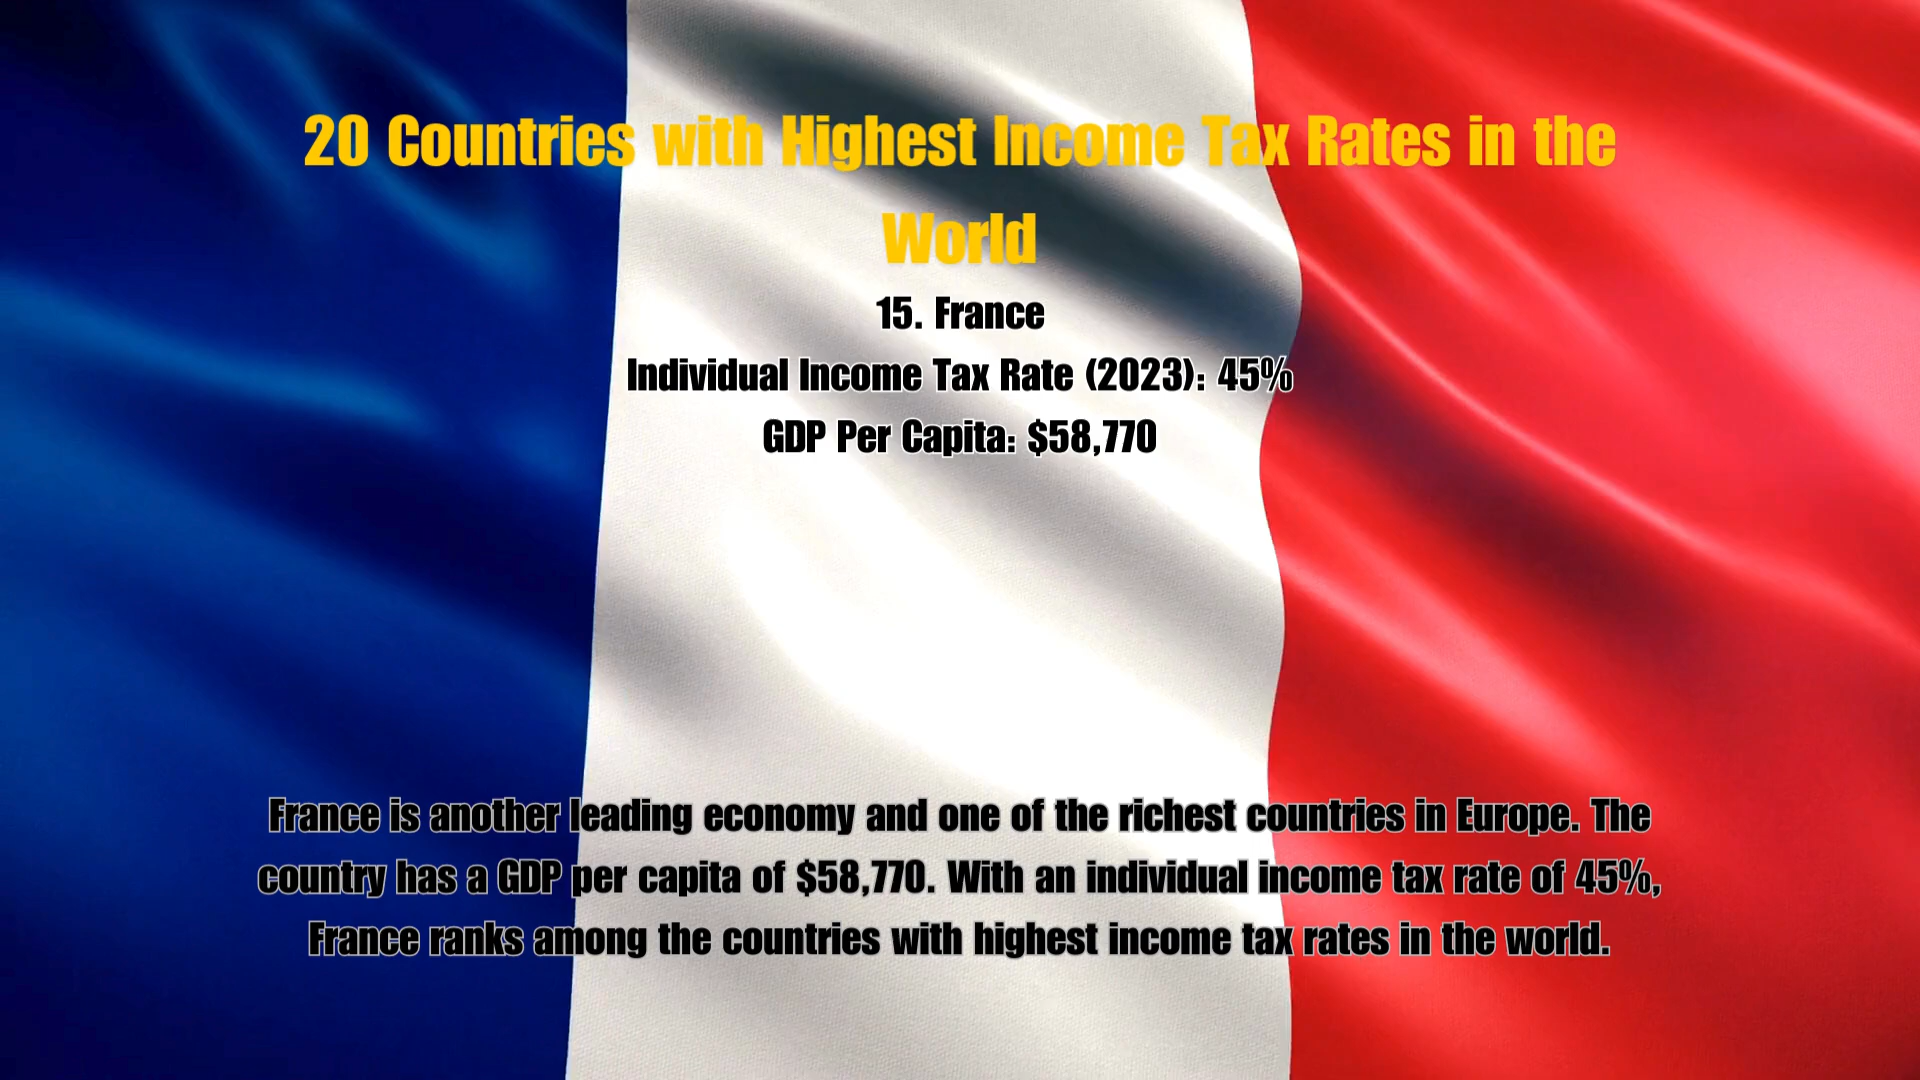 20 Countries with Highest Income Tax Rates in the
World
15. France
Individual Income Tax Rate (2023): 45%
GDP Per Capita: $58,770
France is another leading economy and one of the richest countries in Europe. The
country has a GDP per capita of $58,770. With an individual income tax rate of 45%,
France ranks among the countries with highest income tax rates in the world.